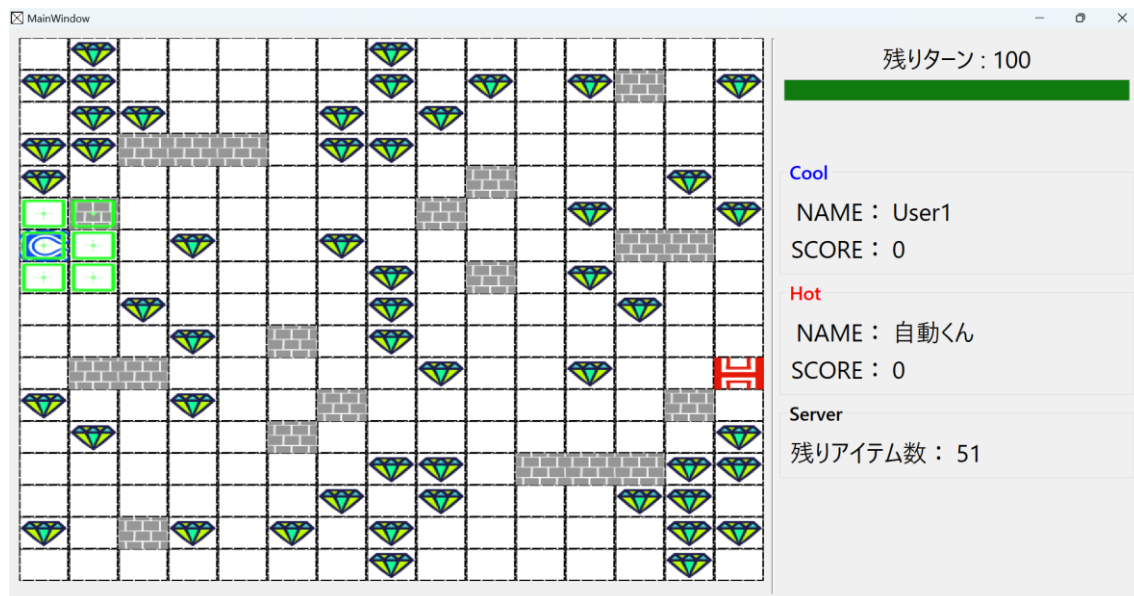 MainWindow
残りターン : 100
Cool
NAME： User1
SCORE： 0
Hot
NAME： 自動くん
SCORE： 0
Server
残りアイテム数： 51
C
H